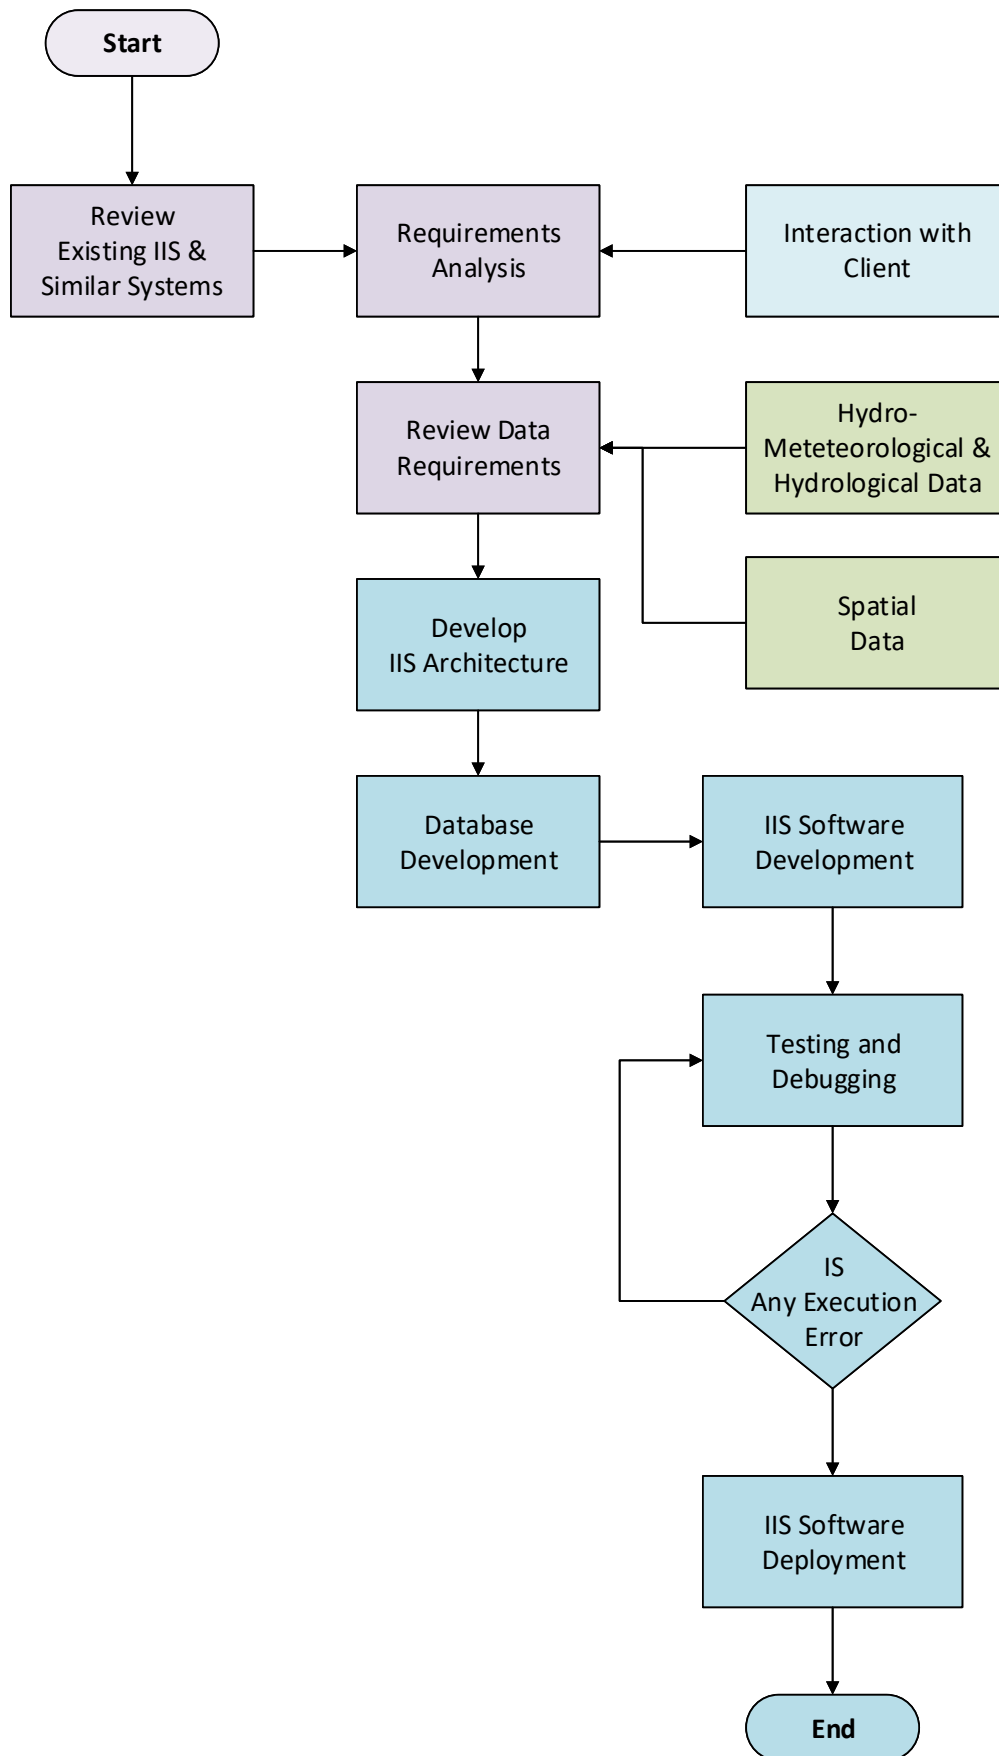 Start
Review
Existing IIS &
Similar Systems
Requirements
Analysis
Interaction with
Client
Review Data
Requirements
Hydro-
Meteteorological &
Hydrological Data
Develop
IIS Architecture
Spatial
Data
Database
Development
IIS Software
Development
Testing and
Debugging
IS
Any Execution
Error
IIS Software
Deployment
End